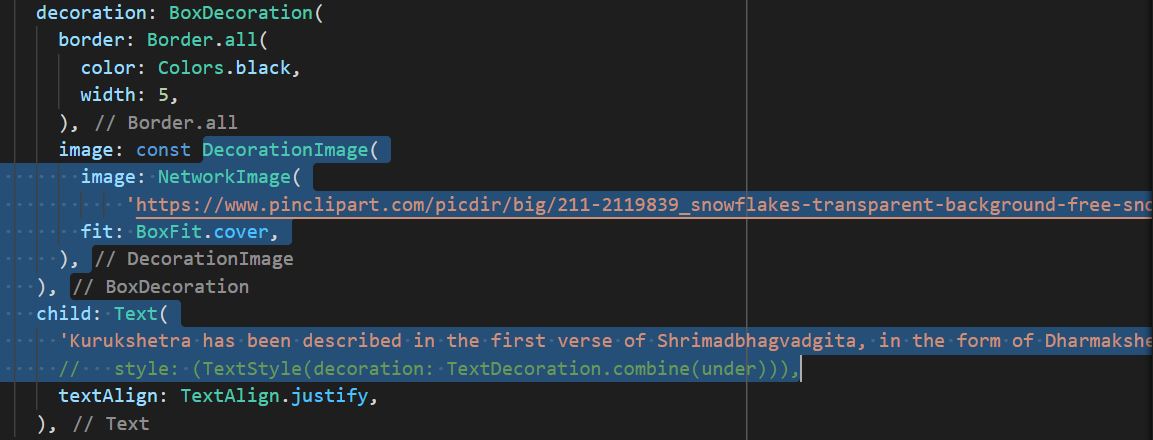 decoration: BoxDecoration(
border: Border.all(
color: Colors.black,
width: 5,
), // Border.all
image: const DecorationImage(
image: NetworkImage(
'https://www.pinclipart.com/picdir/big/211-2119839_snowflakes-transparent-background-free-sno
fit: BoxFit.cover,
), // DecorationImage
), // BoxDecoration
child: Text(
'Kurukshetra has been described in the first verse of Shrimadbhagvadgita, in the form of Dharmakshe
// style: (TextStyle(decoration: TextDecoration.combine(under))),
textAlign: TextAlign.justify,
), // Text